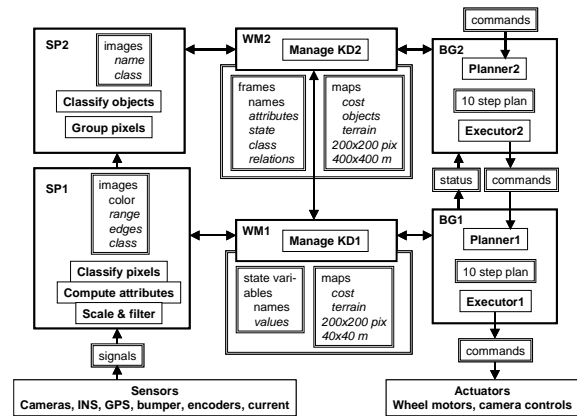 commands
SP2
images
name
class
Classify objects
Group pixels
WM2
Manage KD2
frames
names
attributes
state
class
relations
maps
cost
objects
terrain
200x200 pix
400x400 m
BG2
Planner2
10 step plan
Executor2
status
commands
SP1
images
color
range
edges
class
Classify pixels
Compute attributes
Scale & filter
WM1
Manage KD1
state vari-
ables
names
values
maps
cost
terrain
200x200 pix
40x40 m
BG1
Planner1
10 step plan
Executor1
signals
commands
Sensors
Cameras, INS, GPS, bumper, encoders, current
Actuators
Wheel motors, camera controls